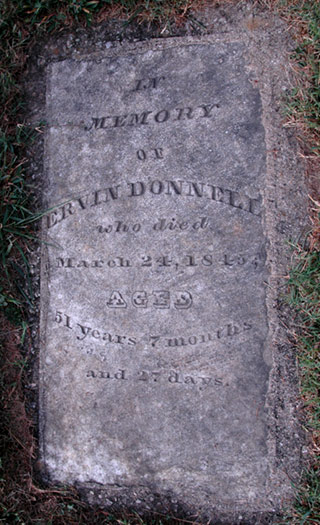 IN
MEMORY
OF
ERVIN DONNELL
who died
March 24, 1845,
AGED
51 years 7 months
and 27 days.